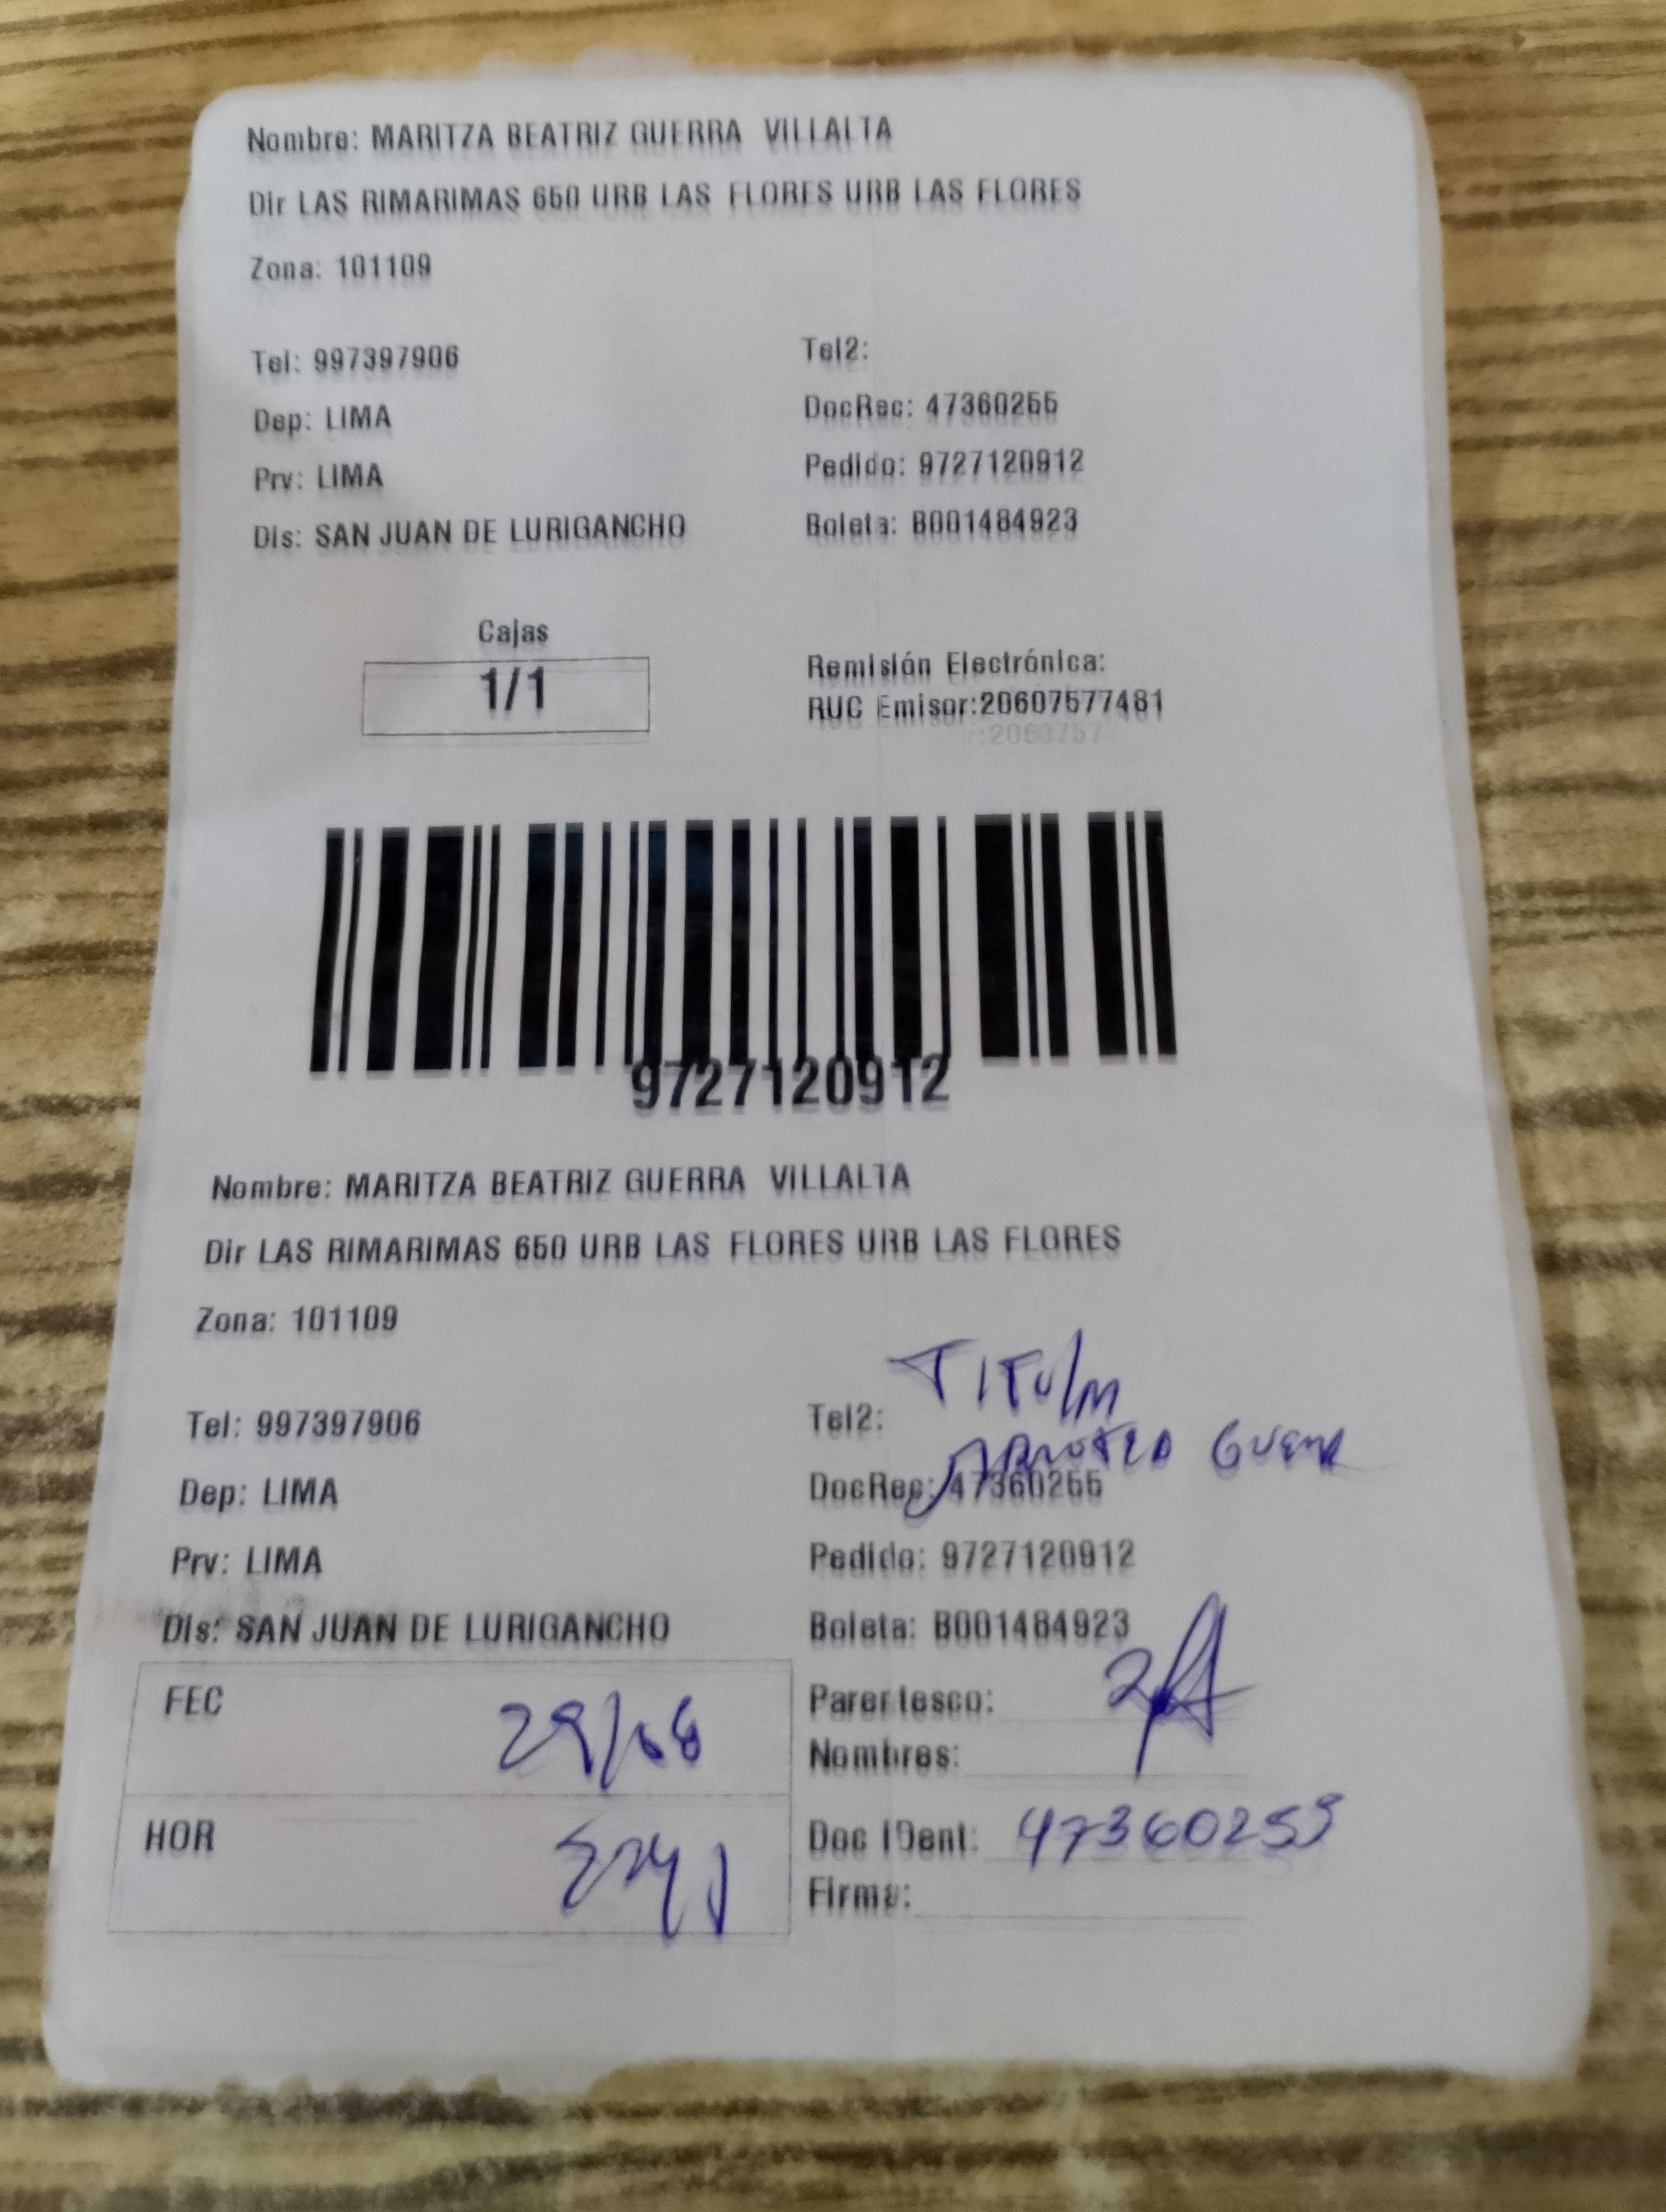 Nombre: MARITZA BEATRIZ GUERRA VILLALTA
Dir LAS RIMARIMAS 650 URB LAS FLORES URB LAS FLORES
Zona: 101109
Tel: 997397906
Tel2:
Dep: LIMA
DocRec: 47360255
Prv: LIMA
Pedido: 9727120912
Dis: SAN JUAN DE LURIGANCHO
Boleta: B001484923
Cajas
1/1
Remisión Electrónica:
RUC Emisor:20607577481
9727120912
Nombre: MARITZA BEATRIZ GUERRA VILLALTA
Dir LAS RIMARIMAS 650 URB LAS FLORES URB LAS FLORES
Zona: 101109
Tel: 997397906
Tel2:
Dep: LIMA
DocRec: 47360255
Prv: LIMA
Pedido: 9727120912
Dis: SAN JUAN DE LURIGANCHO
Boleta: B001484923
FEC 29/08
Parentesco:
Nombres:
HOR
Doc IDent: 47360255
Firma: